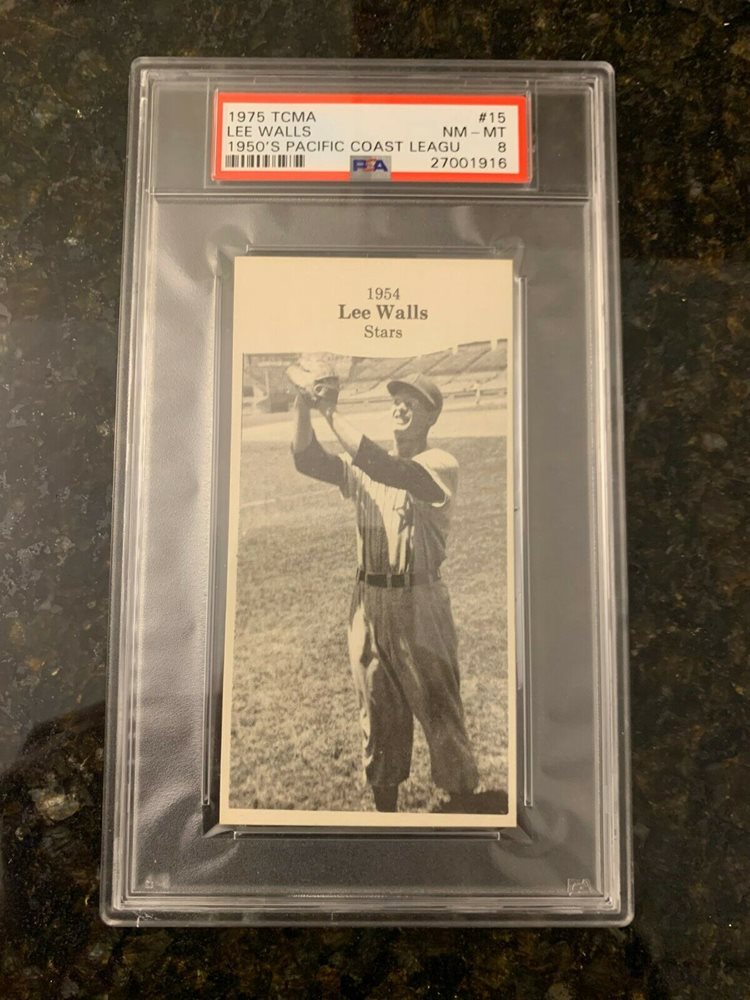 1975 TCMA #15
LEE WALLS NM - MT
1950'S PACIFIC COAST LEAGU 8
PSA 27001916
1954
Lee Walls
Stars